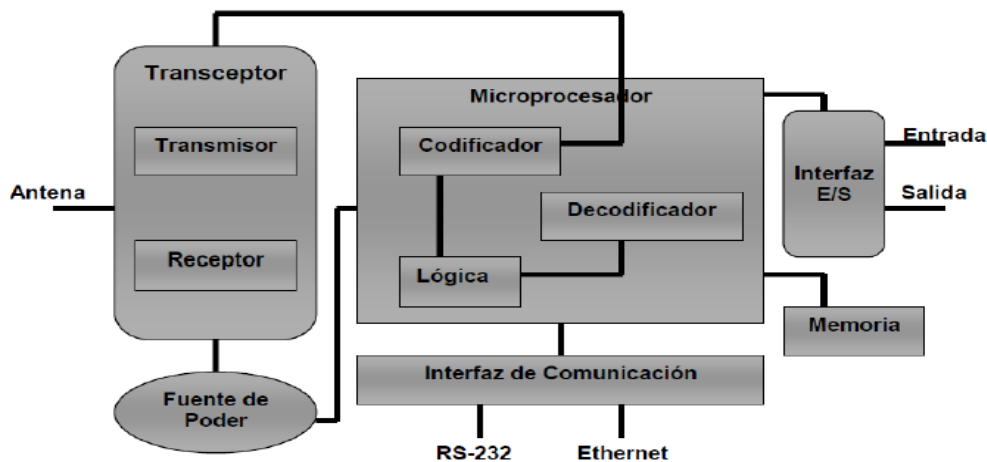 Transceptor
Transmisor
Receptor
Antena
Fuente de
Poder
Microprocesador
Codificador
Decodificador
Lógica
Interfaz
E/S
Entrada
Salida
Memoria
Interfaz de Comunicación
RS-232
Ethernet